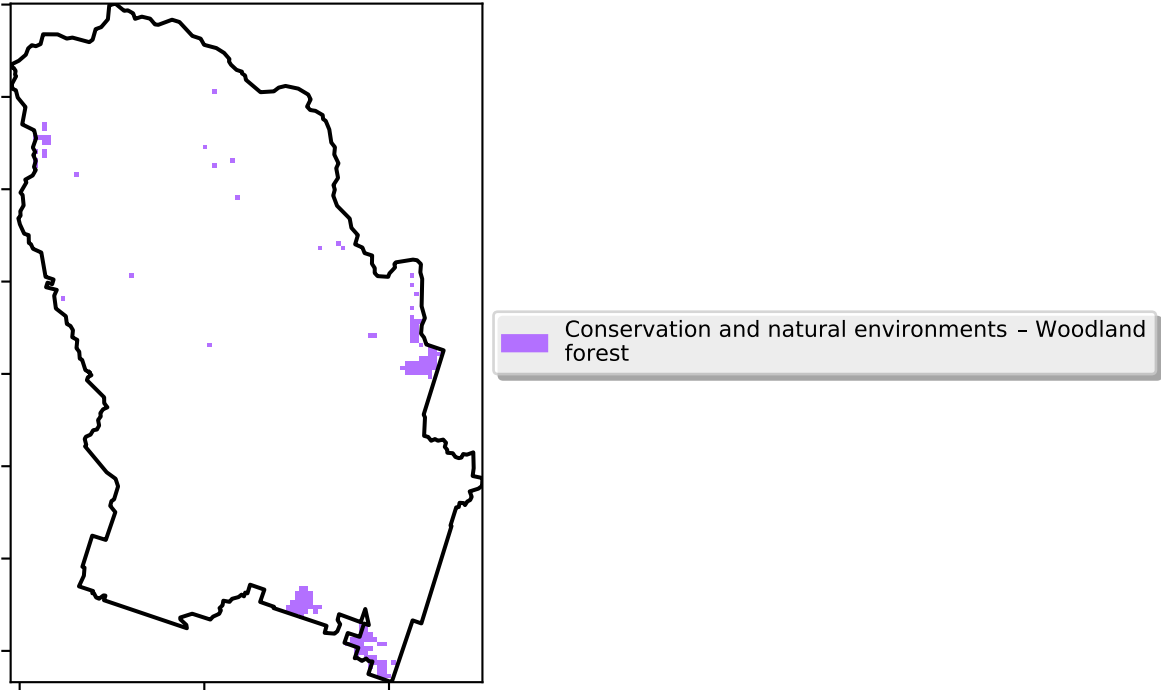 Conservation and natural environments – Woodland
forest